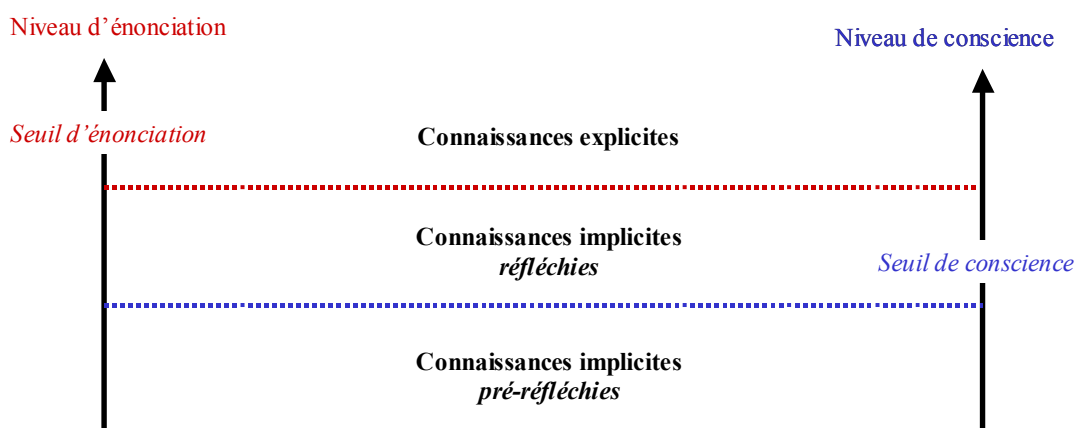 Niveau d'énonciation
Niveau de conscience
Seuil d'énonciation
Connaissances explicites
Connaissances implicites
réfléchies
Seuil de conscience
Connaissances implicites
pré-réfléchies